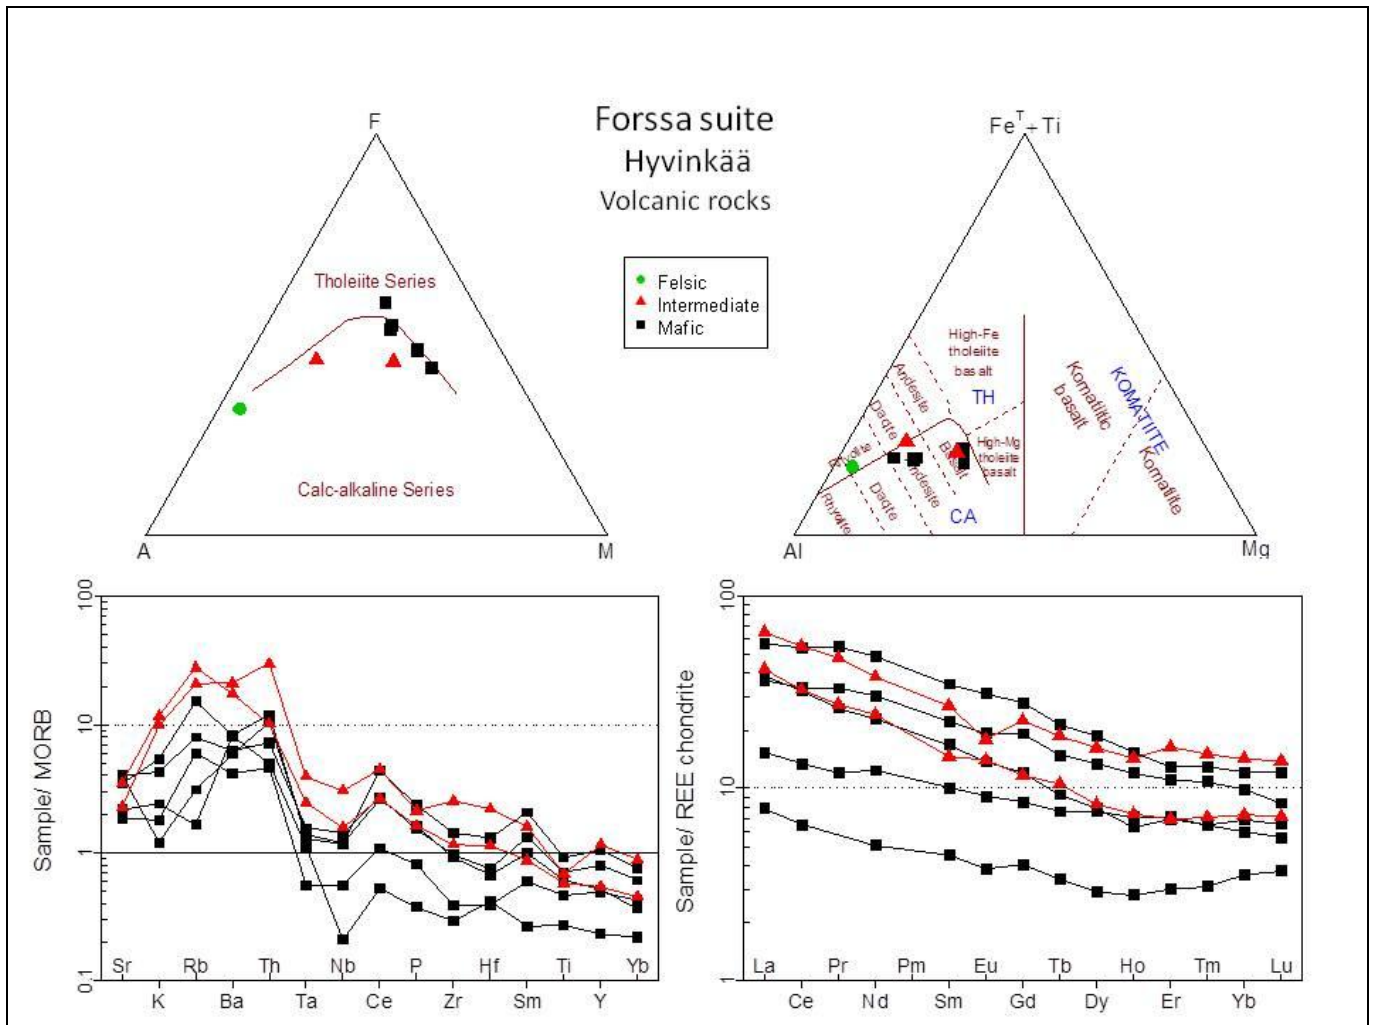 Forssa suite
Hyvinkää
Volcanic rocks
Felsic
Intermediate
Mafic
F
Tholeiite Series
Calc-alkaline Series
A
M
Fe^T + Ti
High-Fe
tholeiite
basalt
TH
Andesite
Dacite
Rhyolite
Basalt
High-Mg
tholeiite
basalt
Andesite
Dacite
Rhyolite
CA
Komatiitic
basalt
KOMATIITE
Komatiite
Al
Mg
Sample/ MORB
100
10
1
0.1
Sr Rb Th Nb P Hf Ti Yb
K Ba Ta Ce Zr Sm Y
Sample/ REE chondrite
100
10
1
La Pr Pm Eu Tb Ho Tm Lu
Ce Nd Sm Gd Dy Er Yb